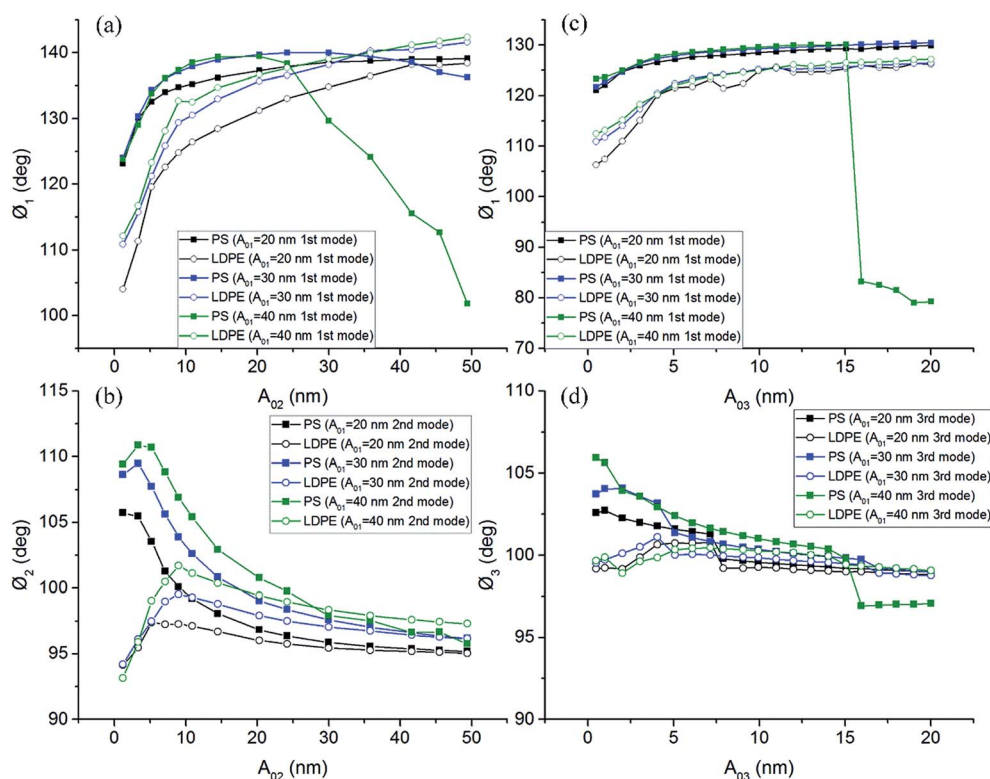 (a)
140
130
120
110
100
Ø1 (deg)
PS (A01=20 nm 1st mode)
LDPE (A01=20 nm 1st mode)
PS (A01=30 nm 1st mode)
LDPE (A01=30 nm 1st mode)
PS (A01=40 nm 1st mode)
LDPE (A01=40 nm 1st mode)
0 10 20 30 40 50
A02 (nm)
(c)
130
120
110
100
90
80
70
Ø1 (deg)
PS (A01=20 nm 1st mode)
LDPE (A01=20 nm 1st mode)
PS (A01=30 nm 1st mode)
LDPE (A01=30 nm 1st mode)
PS (A01=40 nm 1st mode)
LDPE (A01=40 nm 1st mode)
0 5 10 15 20
A03 (nm)
(b)
115
110
105
100
95
90
Ø2 (deg)
PS (A01=20 nm 2nd mode)
LDPE (A01=20 nm 2nd mode)
PS (A01=30 nm 2nd mode)
LDPE (A01=30 nm 2nd mode)
PS (A01=40 nm 2nd mode)
LDPE (A01=40 nm 2nd mode)
0 10 20 30 40 50
A02 (nm)
(d)
110
105
100
95
90
Ø3 (deg)
PS (A01=20 nm 3rd mode)
LDPE (A01=20 nm 3rd mode)
PS (A01=30 nm 3rd mode)
LDPE (A01=30 nm 3rd mode)
PS (A01=40 nm 3rd mode)
LDPE (A01=40 nm 3rd mode)
0 5 10 15 20
A03 (nm)